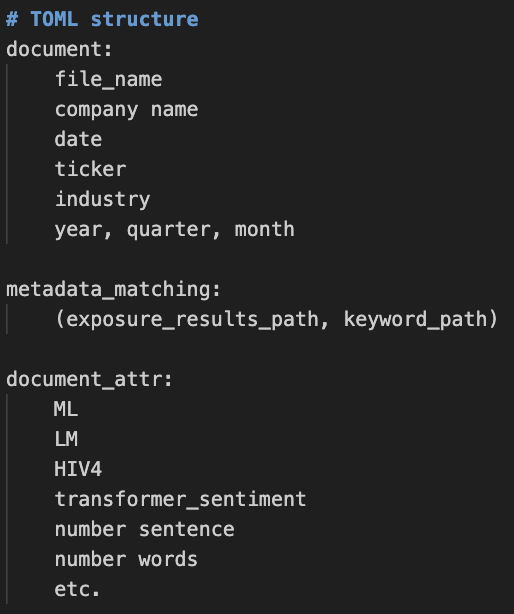 # TOML structure
document:
file_name
company name
date
ticker
industry
year, quarter, month
metadata_matching:
(exposure_results_path, keyword_path)
document_attr:
ML
LM
HIV4
transformer_sentiment
number sentence
number words
etc.